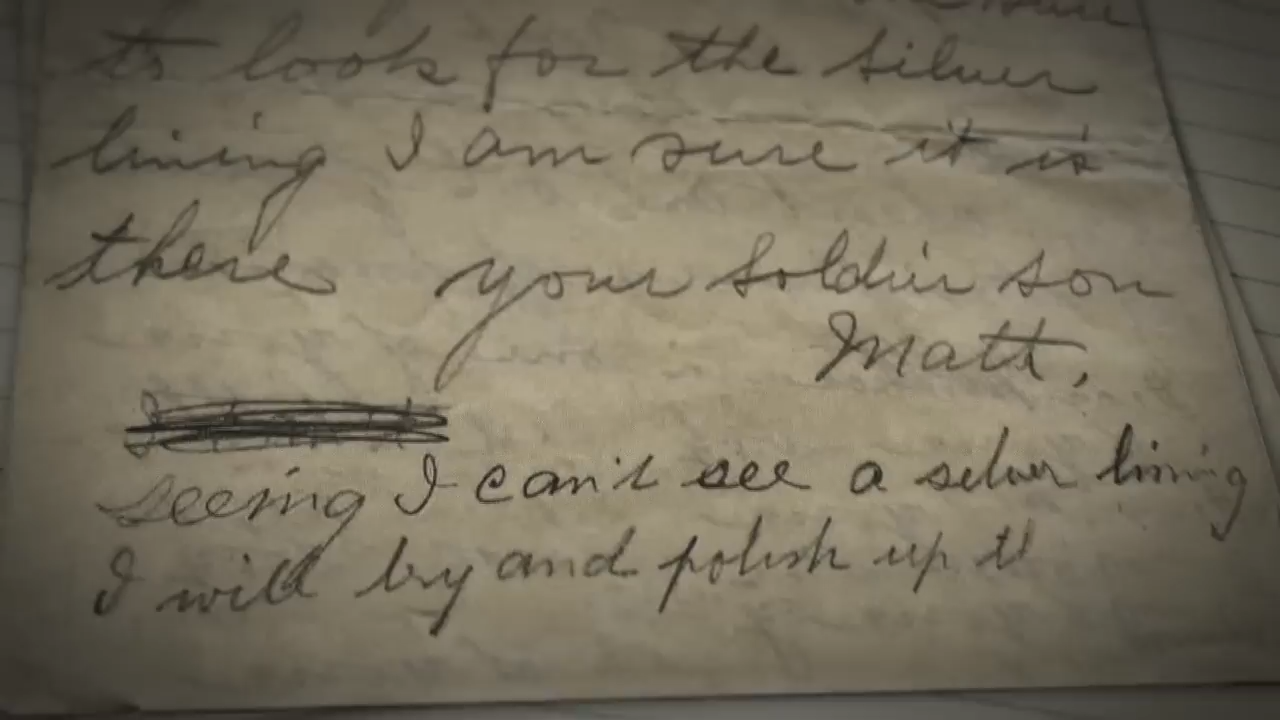 to look for the silver
lining I am sure it is
there your soldier son
Matt,
seeing I can't see a silver lining
I will try and polish up